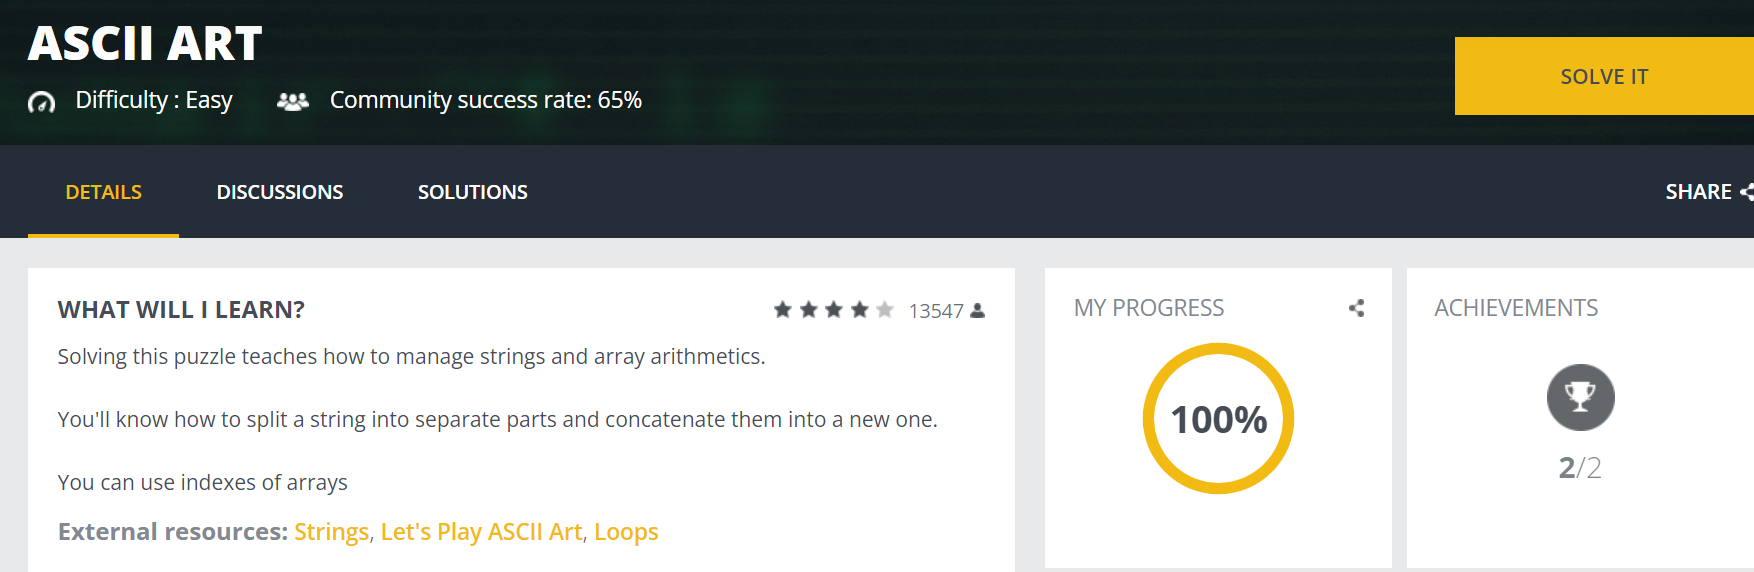 ASCII ART
SOLVE IT
Difficulty : Easy
Community success rate: 65%
DETAILS
DISCUSSIONS
SOLUTIONS
SHARE
WHAT WILL I LEARN?
13547
Solving this puzzle teaches how to manage strings and array arithmetics.
You'll know how to split a string into separate parts and concatenate them into a new one.
You can use indexes of arrays
External resources: Strings, Let's Play ASCII Art, Loops
MY PROGRESS
100%
ACHIEVEMENTS
2/2